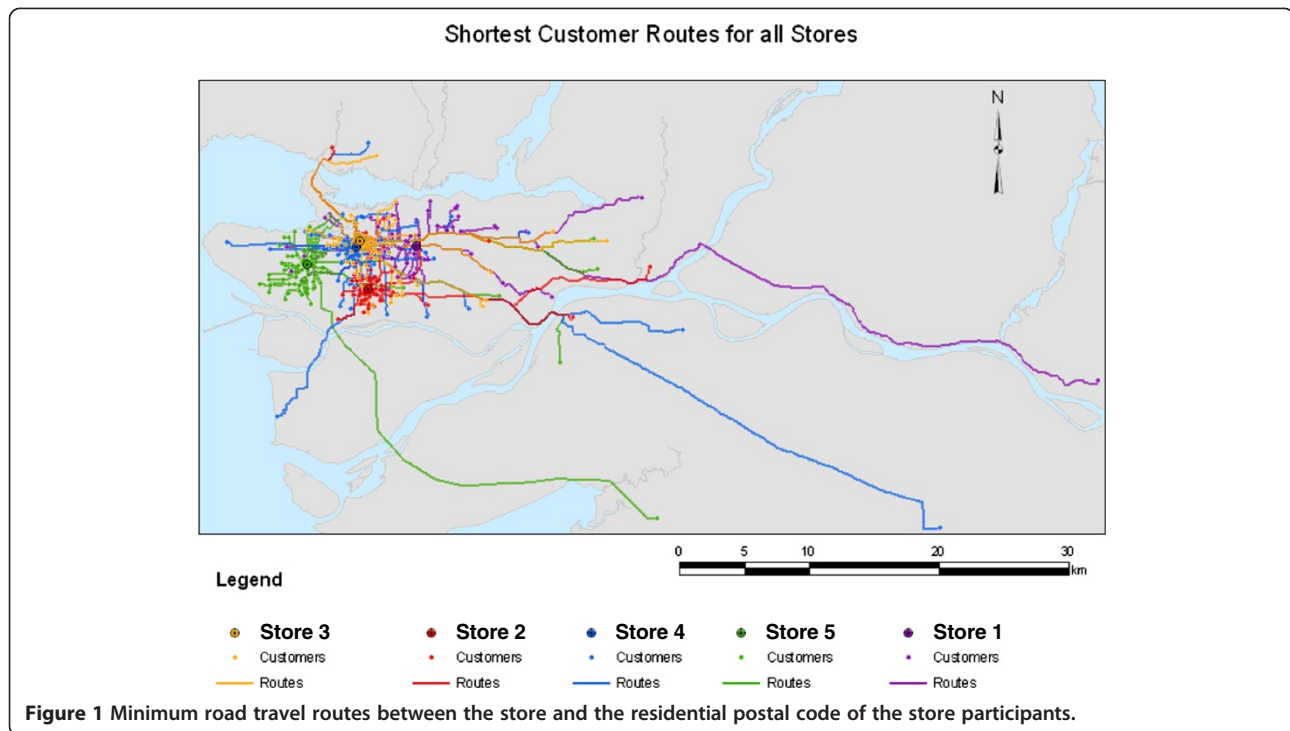 Shortest Customer Routes for all Stores
N
0 5 10 20 30
km
Legend
Store 3 Store 2 Store 4 Store 5 Store 1
Customers Customers Customers Customers Customers
Routes Routes Routes Routes Routes
Figure 1 Minimum road travel routes between the store and the residential postal code of the store participants.